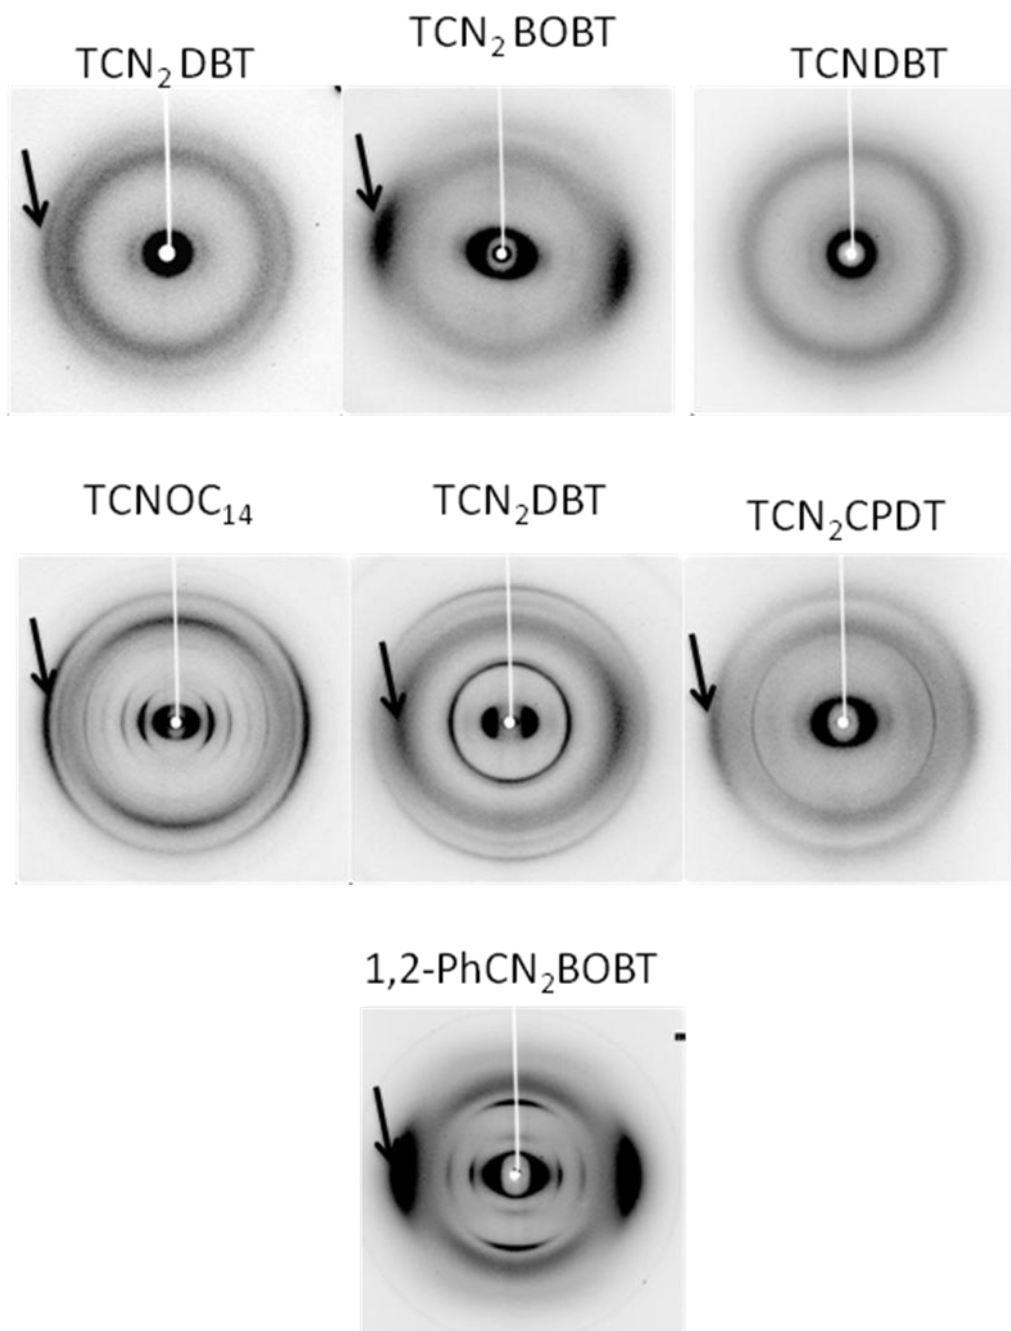 TCN₂ DBT
TCN₂ BOBT
TCNDBT
TCNOC₁₄
TCN₂DBT
TCN₂CPDT
1,2-PhCN₂BOBT